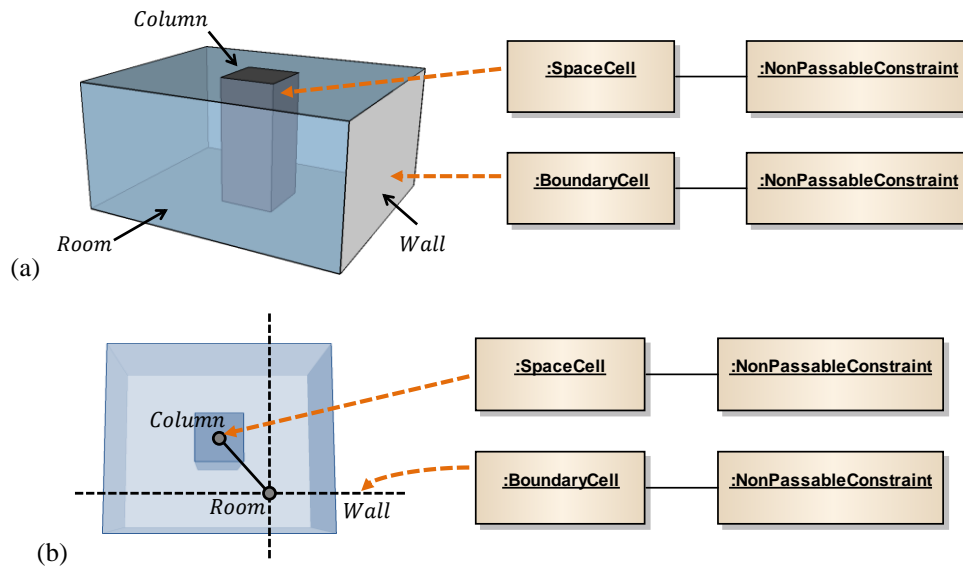 Column
:SpaceCell
:NonPassableConstraint
:BoundaryCell
:NonPassableConstraint
Room
Wall
(a)
:SpaceCell
:NonPassableConstraint
Column
:BoundaryCell
:NonPassableConstraint
Room
Wall
(b)